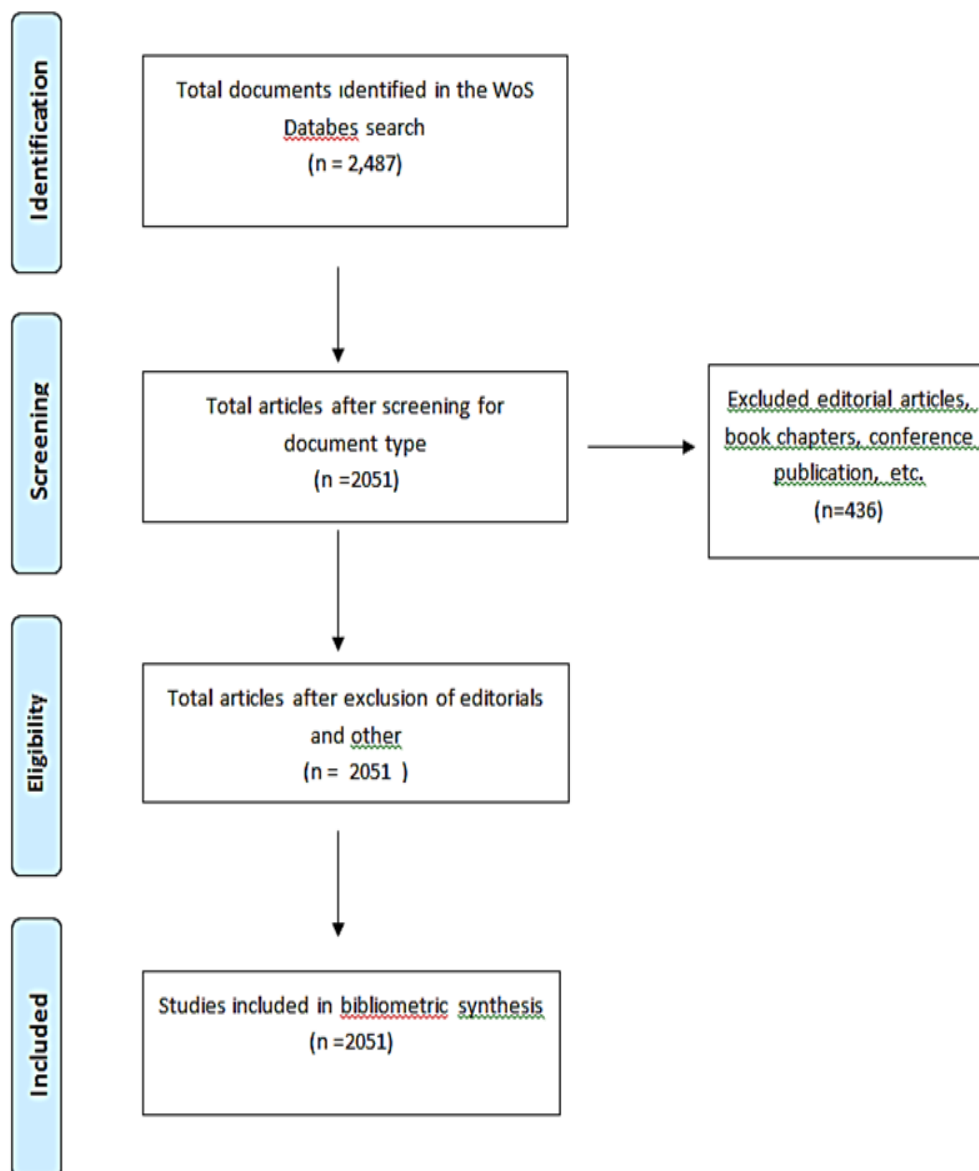 Identification
Total documents identified in the WoS
Databes search
(n = 2,487)
Screening
Total articles after screening for
document type
(n =2051)
Excluded editorial articles,
book chapters, conference
publication, etc.
(n=436)
Eligibility
Total articles after exclusion of editorials
and other
(n = 2051 )
Included
Studies included in bibliometric synthesis
(n =2051)